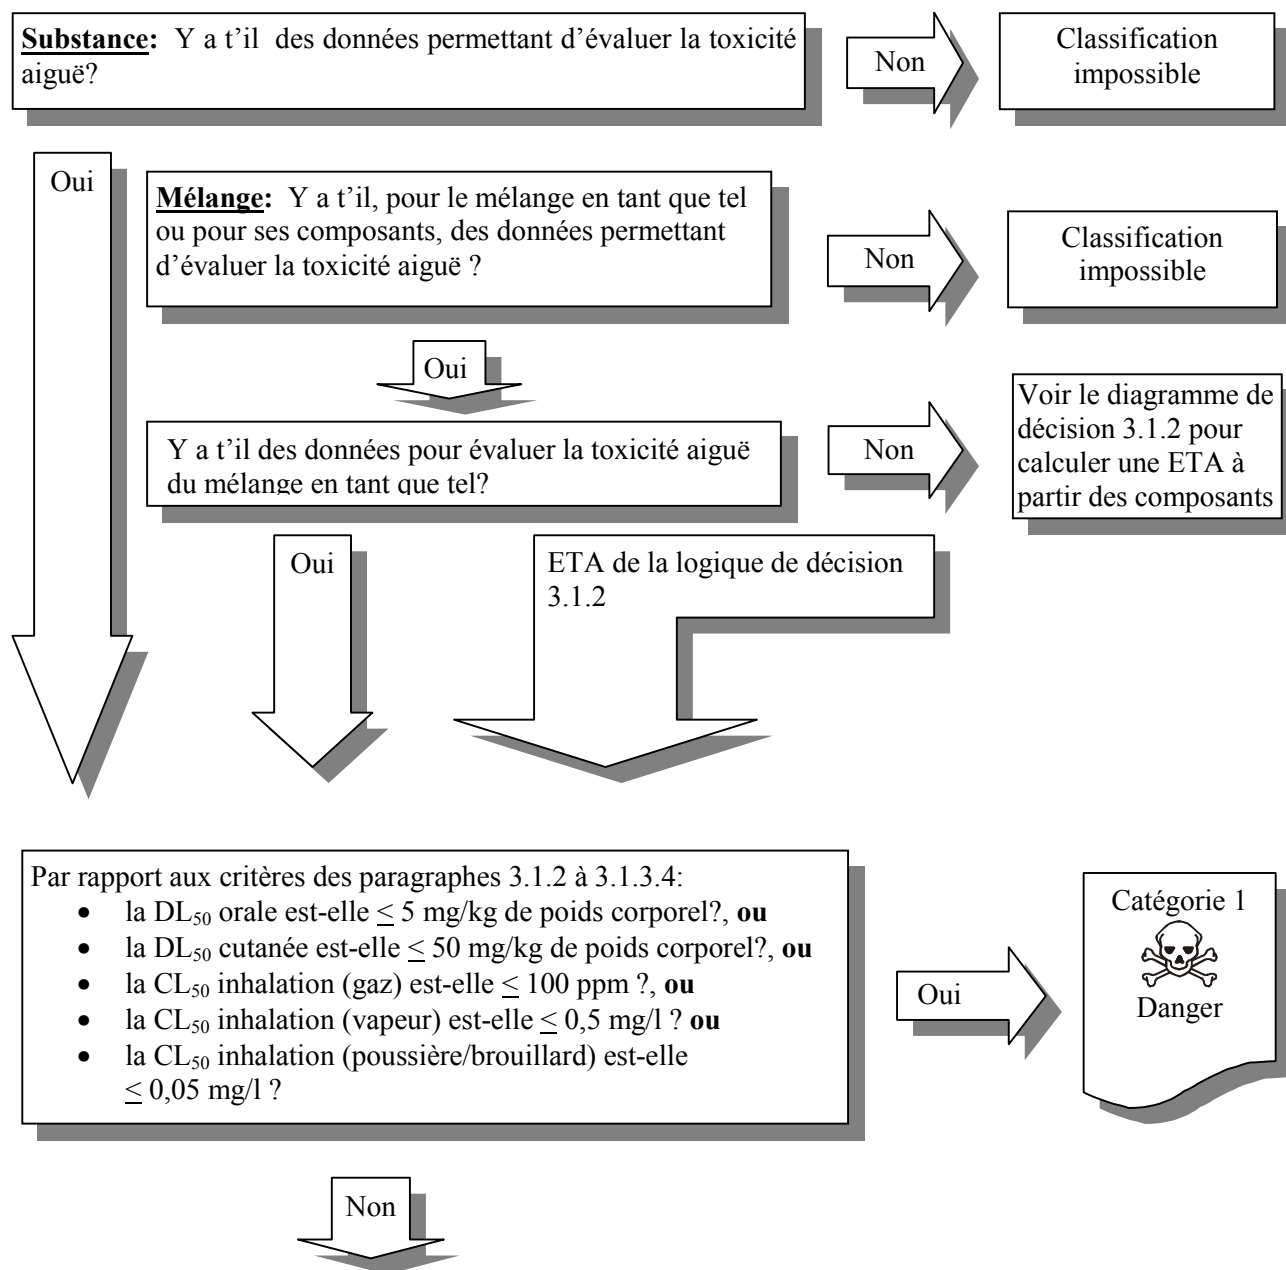 Substance: Y a t'il des données permettant d'évaluer la toxicité
aiguë?
Non
Classification
impossible
Oui
Mélange: Y a t'il, pour le mélange en tant que tel
ou pour ses composants, des données permettant
d'évaluer la toxicité aiguë ?
Non
Classification
impossible
Oui
Y a t'il des données pour évaluer la toxicité aiguë
du mélange en tant que tel?
Non
Voir le diagramme de
décision 3.1.2 pour
calculer une ETA à
partir des composants
Oui
ETA de la logique de décision
3.1.2
Par rapport aux critères des paragraphes 3.1.2 à 3.1.3.4:
• la DL₅₀ orale est-elle ≤ 5 mg/kg de poids corporel?, ou
• la DL₅₀ cutanée est-elle ≤ 50 mg/kg de poids corporel?, ou
• la CL₅₀ inhalation (gaz) est-elle ≤ 100 ppm ?, ou
• la CL₅₀ inhalation (vapeur) est-elle ≤ 0,5 mg/l ? ou
• la CL₅₀ inhalation (poussière/brouillard) est-elle
≤ 0,05 mg/l ?
Oui
Catégorie 1
Danger
Non